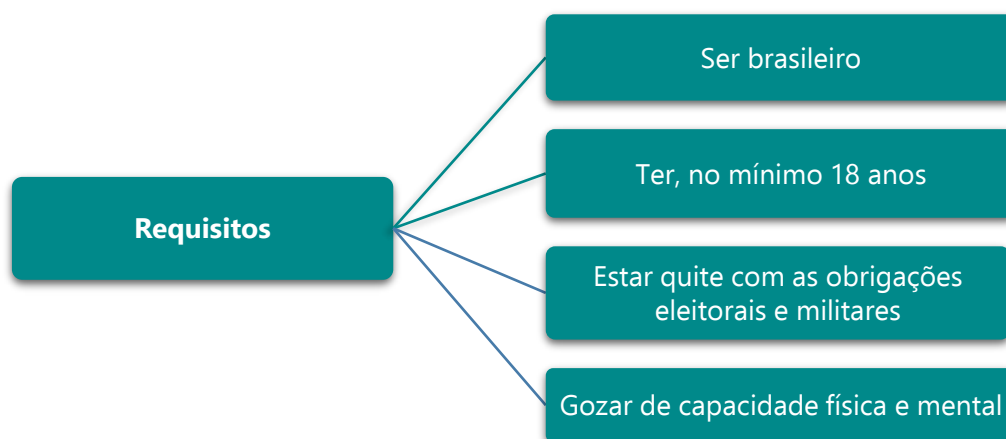 Requisitos
Ser brasileiro
Ter, no mínimo 18 anos
Estar quite com as obrigações
eleitorais e militares
Gozar de capacidade física e mental